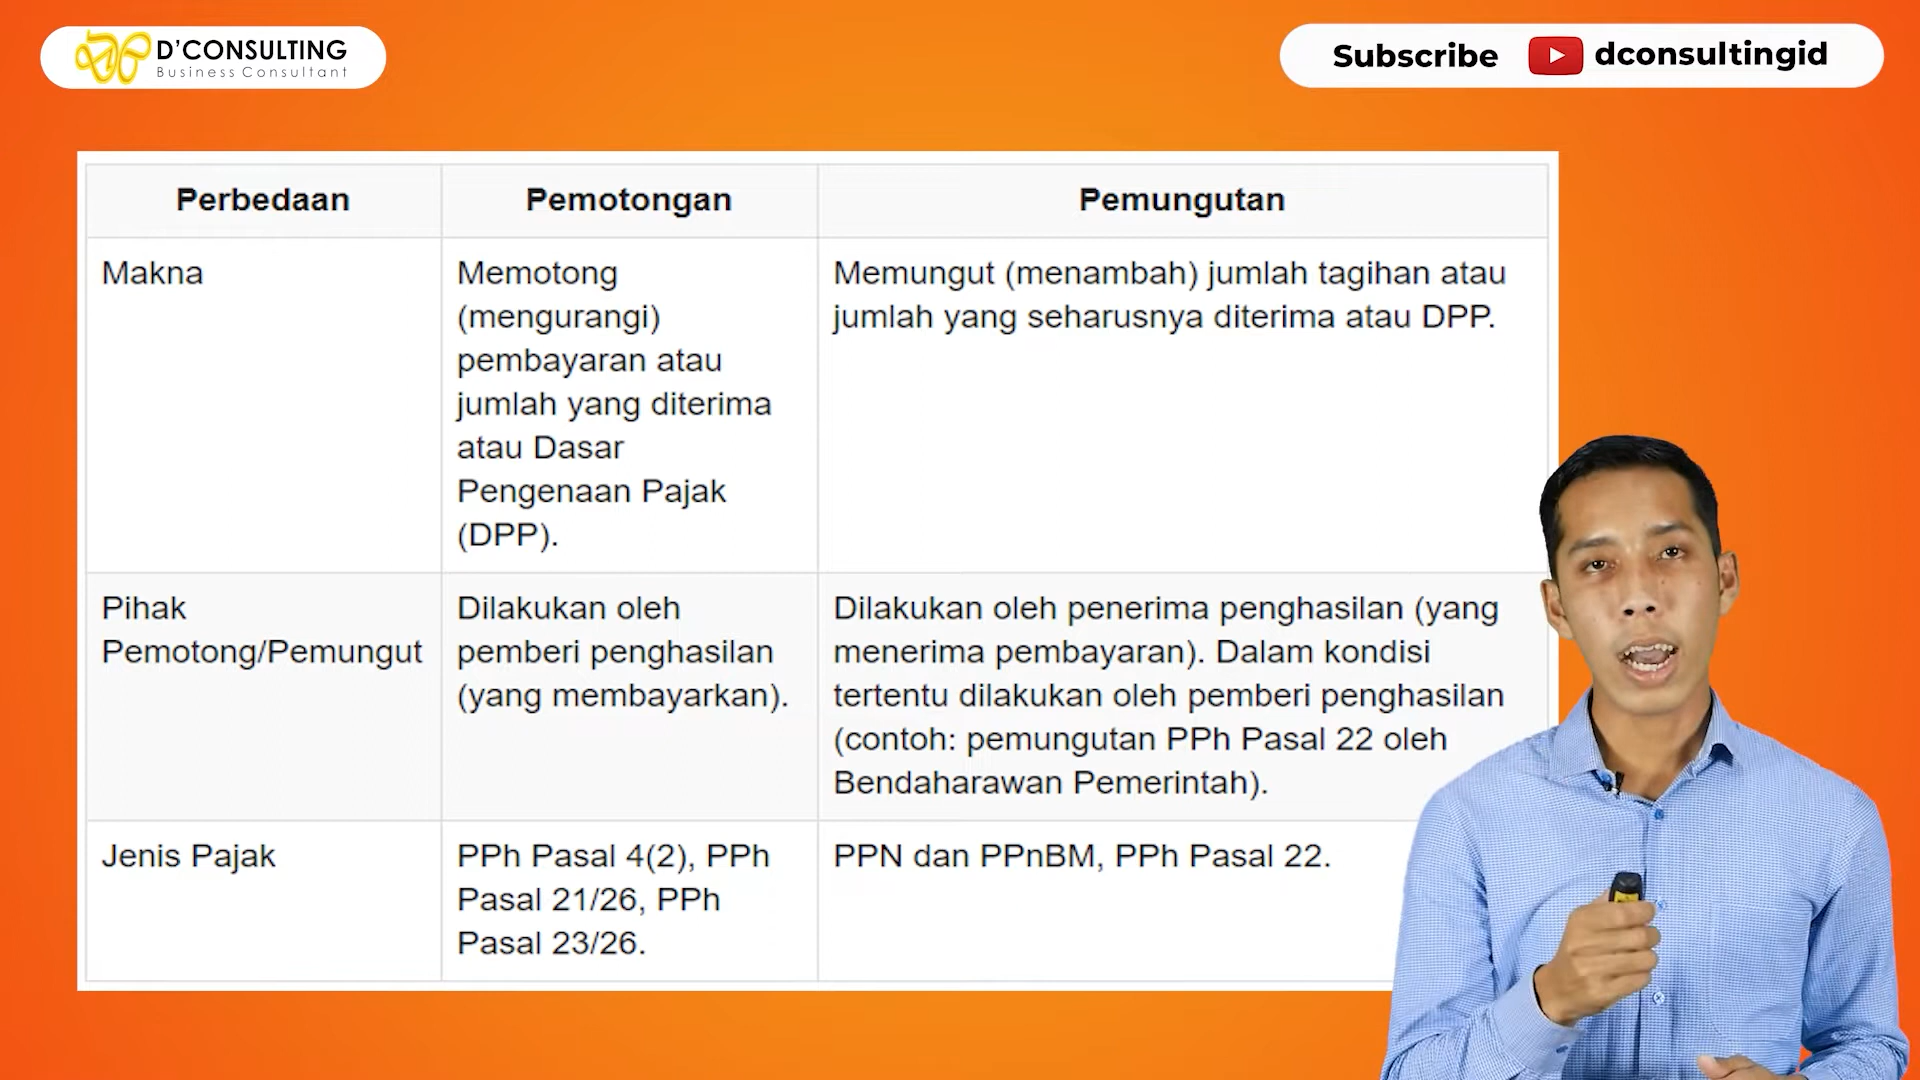 D'CONSULTING
Business Consultant
Subscribe dconsultingid
Perbedaan Pemotongan Pemungutan
Makna
Memotong
(mengurangi)
pembayaran atau
jumlah yang diterima
atau Dasar
Pengenaan Pajak
(DPP).
Memungut (menambah) jumlah tagihan atau
jumlah yang seharusnya diterima atau DPP.
Pihak
Pemotong/Pemungut
Dilakukan oleh
pemberi penghasilan
(yang membayarkan).
Dilakukan oleh penerima penghasilan (yang
menerima pembayaran). Dalam kondisi
tertentu dilakukan oleh pemberi penghasilan
(contoh: pemungutan PPh Pasal 22 oleh
Bendaharawan Pemerintah).
Jenis Pajak
PPh Pasal 4(2), PPh
Pasal 21/26, PPh
Pasal 23/26.
PPN dan PPnBM, PPh Pasal 22.